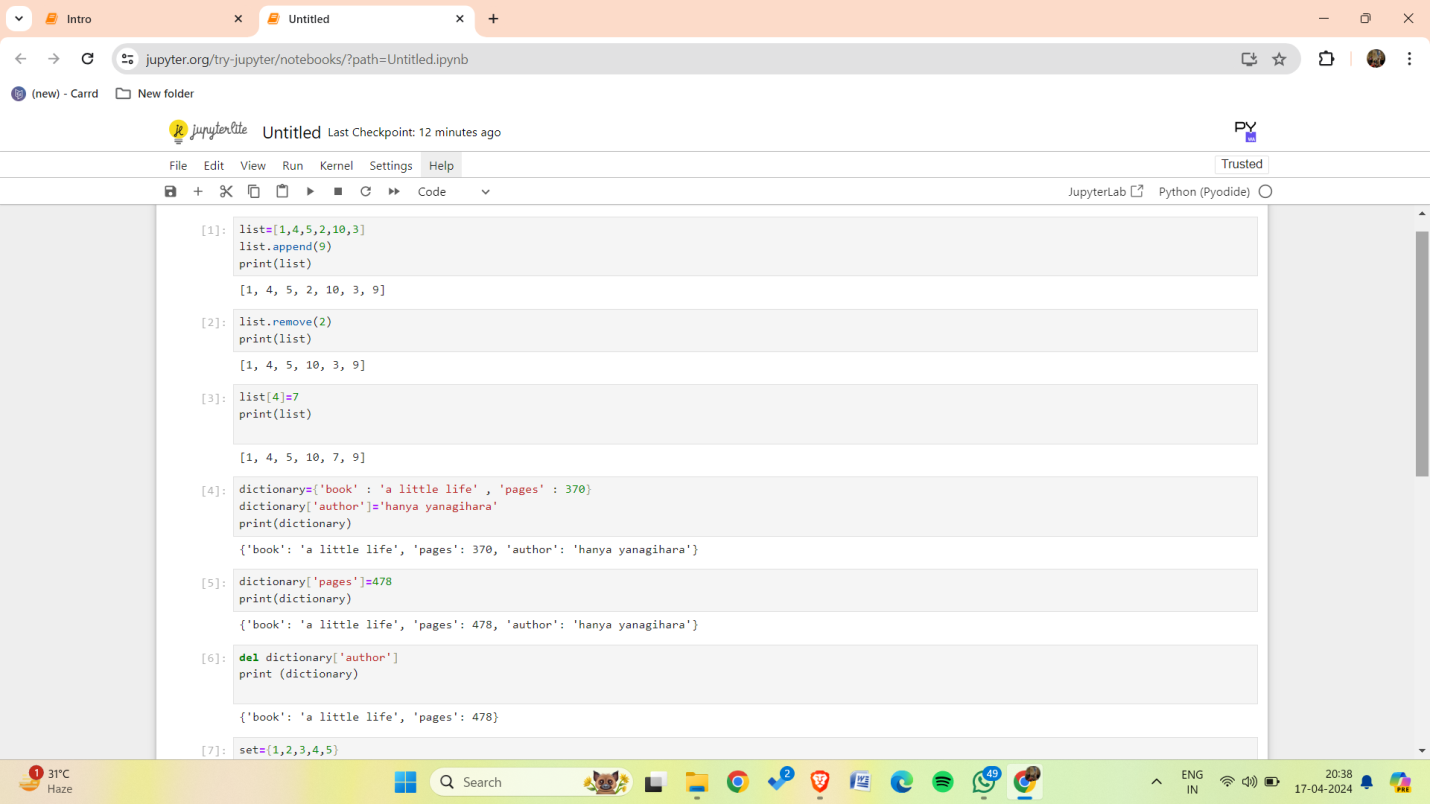 Intro
Untitled
jupyter.org/try-jupyter/notebooks/?path=Untitled.ipynb
(new) - Carrd
New folder
jupyterlite
Untitled Last Checkpoint: 12 minutes ago
PY
File Edit View Run Kernel Settings Help
Trusted
Code
JupyterLab
Python (Pyodide)
[1]:
list=[1,4,5,2,10,3]
list.append(9)
print(list)
[1, 4, 5, 2, 10, 3, 9]
[2]:
list.remove(2)
print(list)
[1, 4, 5, 10, 3, 9]
[3]:
list[4]=7
print(list)
[1, 4, 5, 10, 7, 9]
[4]:
dictionary={'book' : 'a little life' , 'pages' : 370}
dictionary['author']='hanya yanagihara'
print(dictionary)
{'book': 'a little life', 'pages': 370, 'author': 'hanya yanagihara'}
[5]:
dictionary['pages']=478
print(dictionary)
{'book': 'a little life', 'pages': 478, 'author': 'hanya yanagihara'}
[6]:
del dictionary['author']
print (dictionary)
{'book': 'a little life', 'pages': 478}
[7]:
set={1,2,3,4,5}
1
31°C
Haze
Search
2
49
ENG
IN
20:38
17-04-2024
PRE